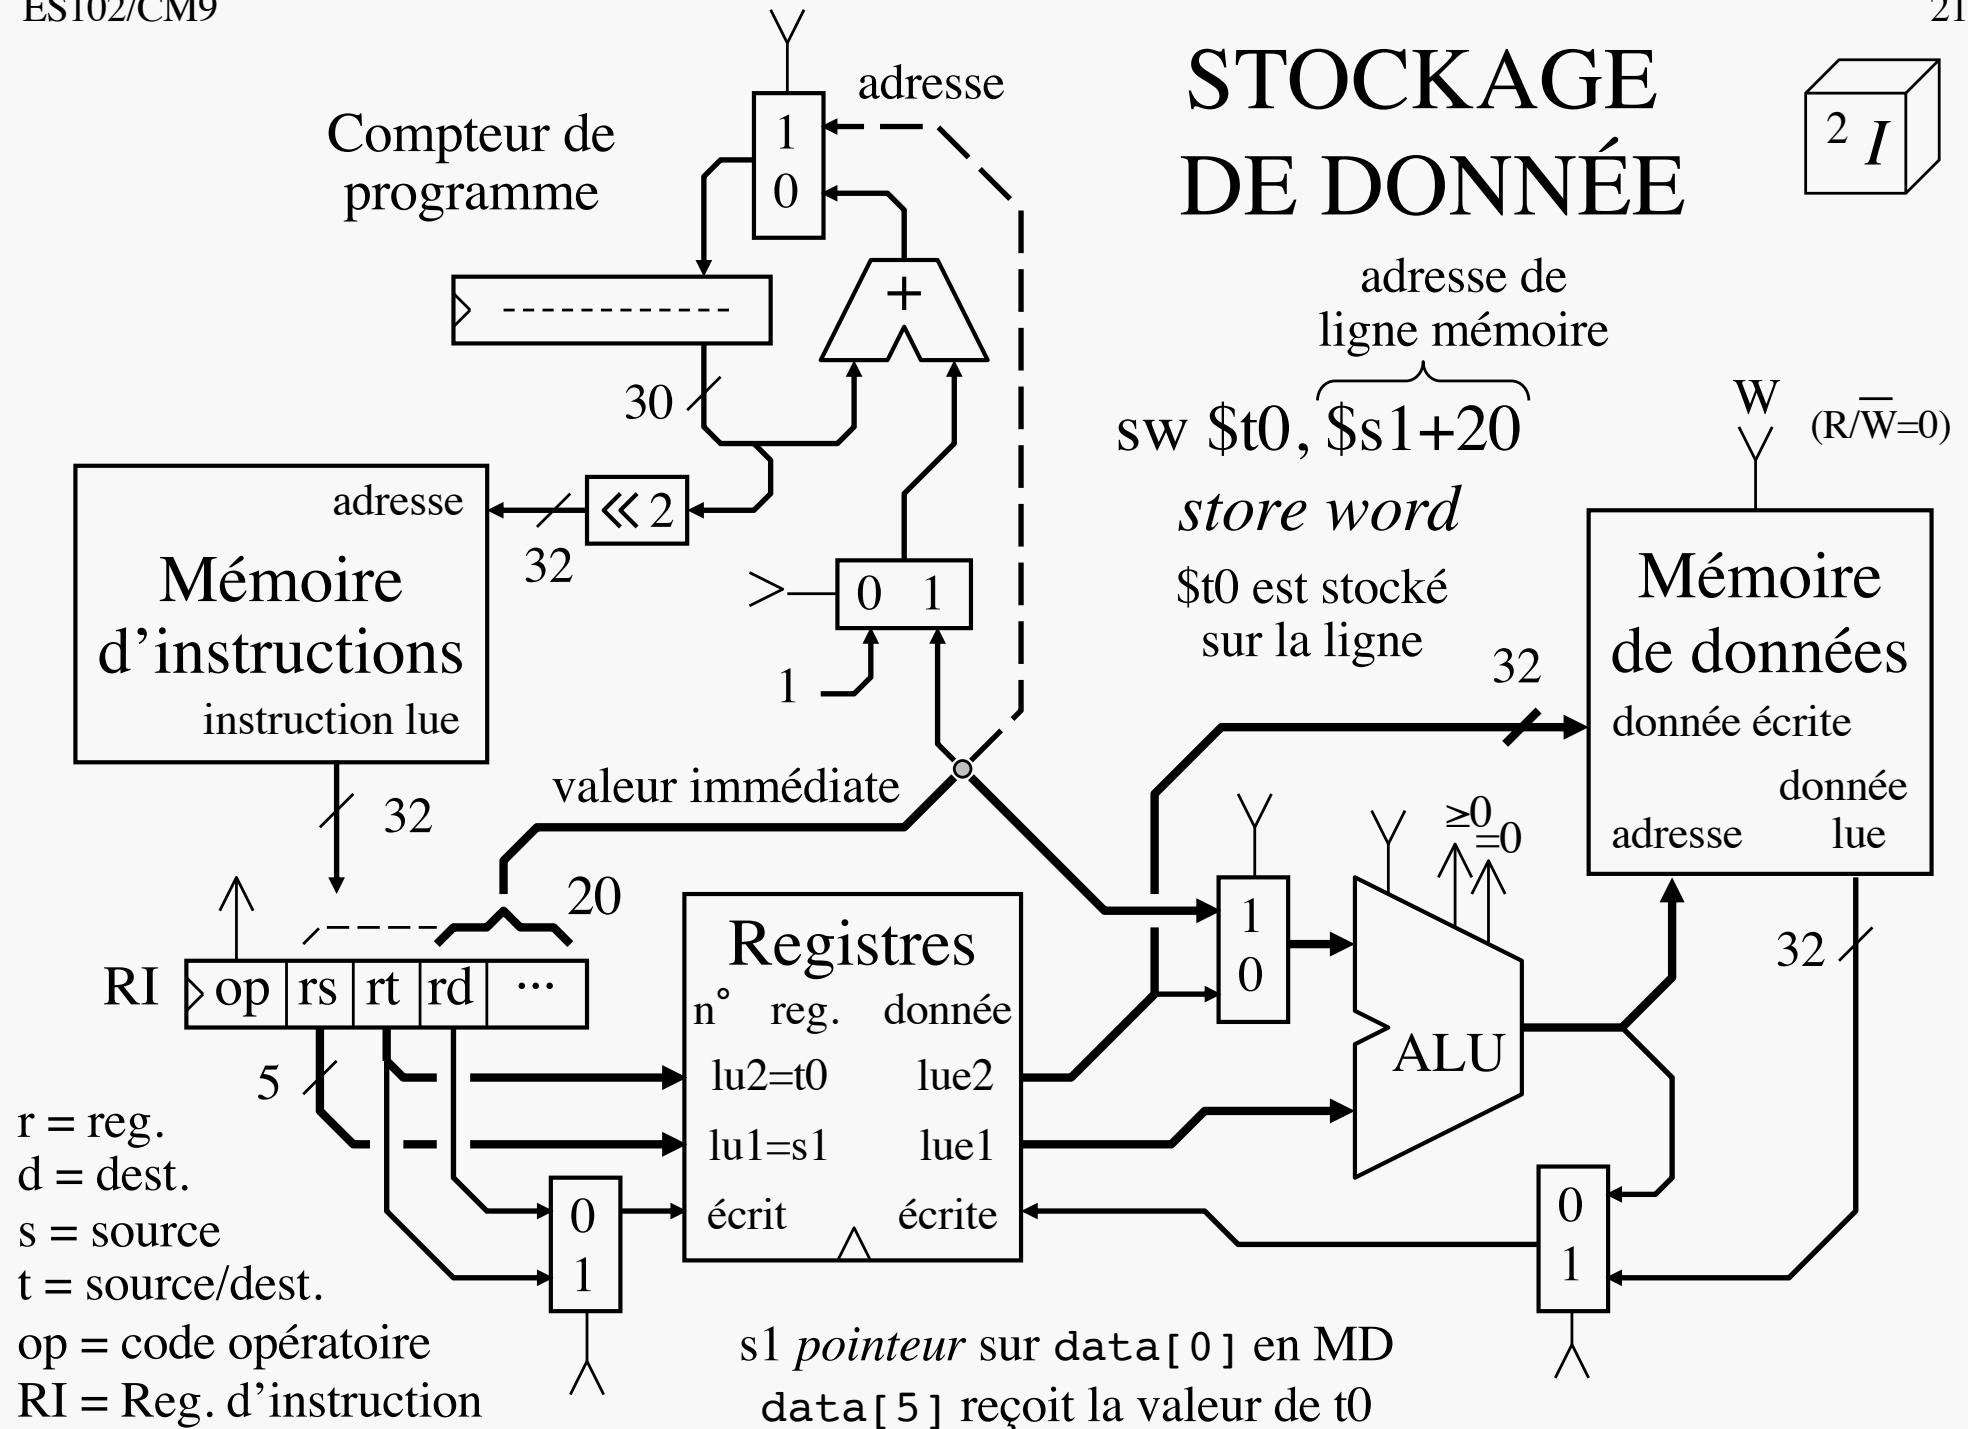 ES102/CM9
21
STOCKAGE
DE DONNÉE
2 I
adresse
Compteur de
programme
1
0
+
30
adresse de
ligne mémoire
sw $t0, $s1+20
store word
$t0 est stocké
sur la ligne
W
(R/W̅=0)
adresse
Mémoire
d’instructions
instruction lue
≪ 2
32
0 1
1
Mémoire
de données
donnée écrite
donnée
lue
adresse
32
32
valeur immédiate
20
32
RI
op rs rt rd ...
5
Registres
n° reg. donnée
lu2=t0 lue2
lu1=s1 lue1
écrit écrite
1
0
≥0
=0
ALU
0
1
0
1
r = reg.
d = dest.
s = source
t = source/dest.
op = code opératoire
RI = Reg. d’instruction
s1 pointeur sur data[0] en MD
data[5] reçoit la valeur de t0